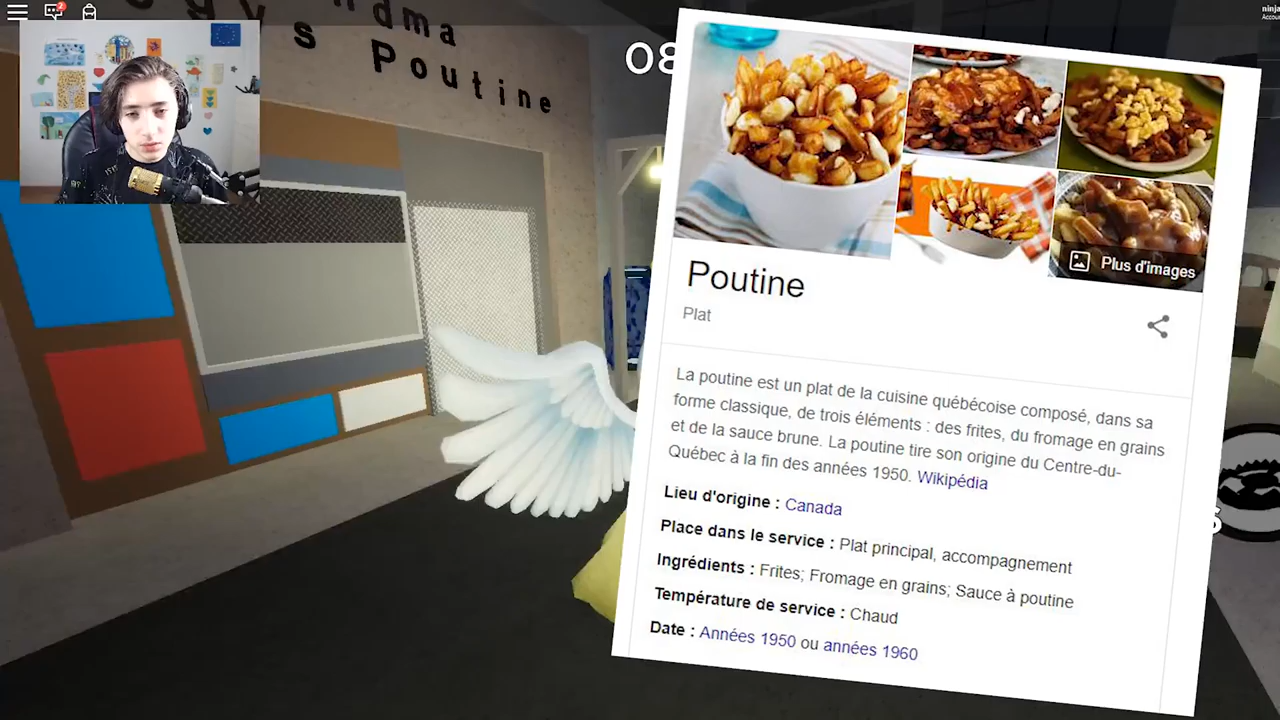 2
ndma
s Poutine
08
Plus d'images
Poutine
Plat
La poutine est un plat de la cuisine québécoise composé, dans sa
forme classique, de trois éléments : des frites, du fromage en grains
et de la sauce brune. La poutine tire son origine du Centre-du-
Québec à la fin des années 1950. Wikipédia
Lieu d'origine : Canada
Place dans le service : Plat principal, accompagnement
Ingrédients : Frites; Fromage en grains; Sauce à poutine
Température de service : Chaud
Date : Années 1950 ou années 1960